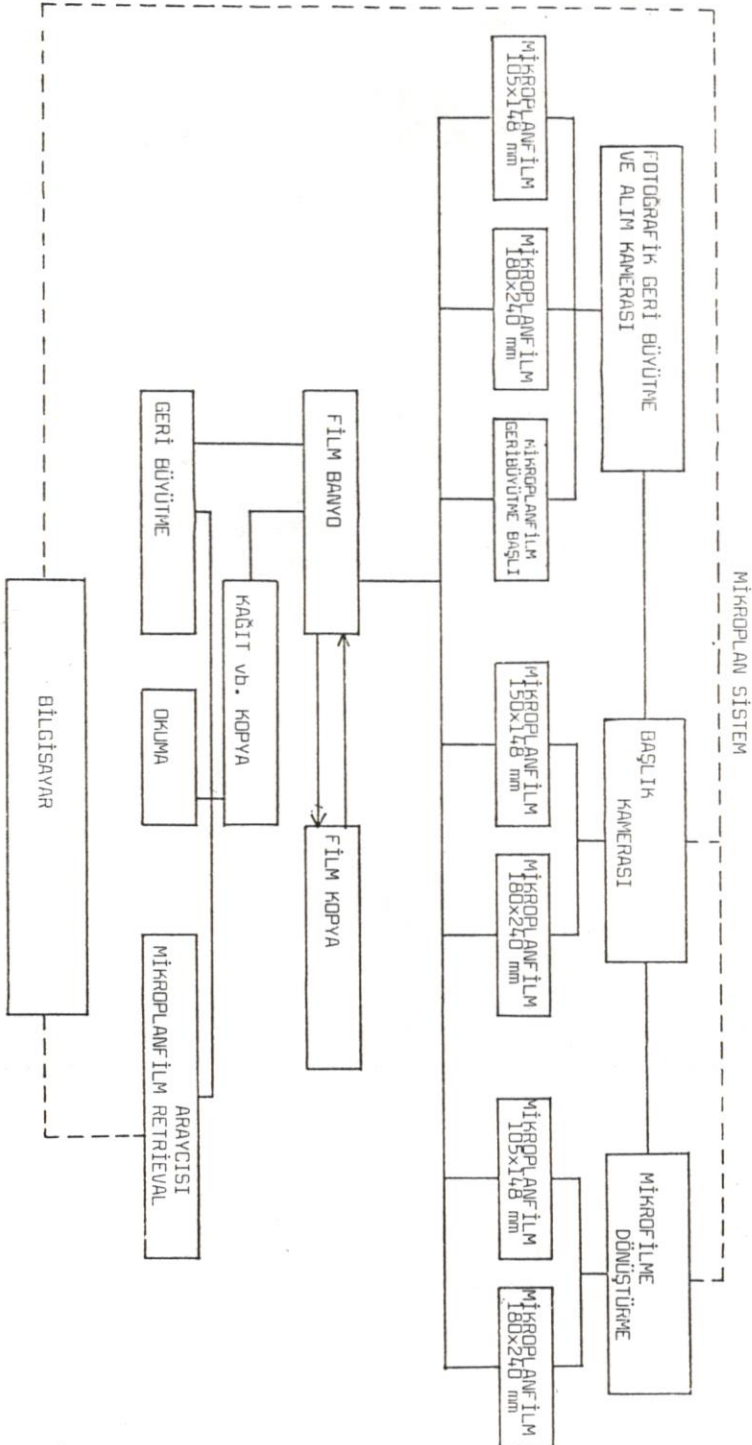 MİKROPLAN SİSTEM
FOTOĞRAFİK GERİ BÜYÜTME
VE ALIM KAMERASI
BAŞLIK
KAMERASI
MİKROFİLME
DÖNÜŞTÜRME
MİKROPLANFİLM
105x148 mm
MİKROPLANFİLM
180x240 mm
MİKROPLANFİLM
GERİBÜYÜTME BAŞLI
MİKROPLANFİLM
150x148 mm
MİKROPLANFİLM
180x240 mm
MİKROPLANFİLM
105x148 mm
MİKROPLANFİLM
180x240 mm
FİLM BANYO
FİLM KOPYA
KAĞIT vb. KOPYA
GERİ BÜYÜTME
OKUMA
ARAYCISI
MİKROPLANFİLM RETRİEVAL
BİLGİSAYAR